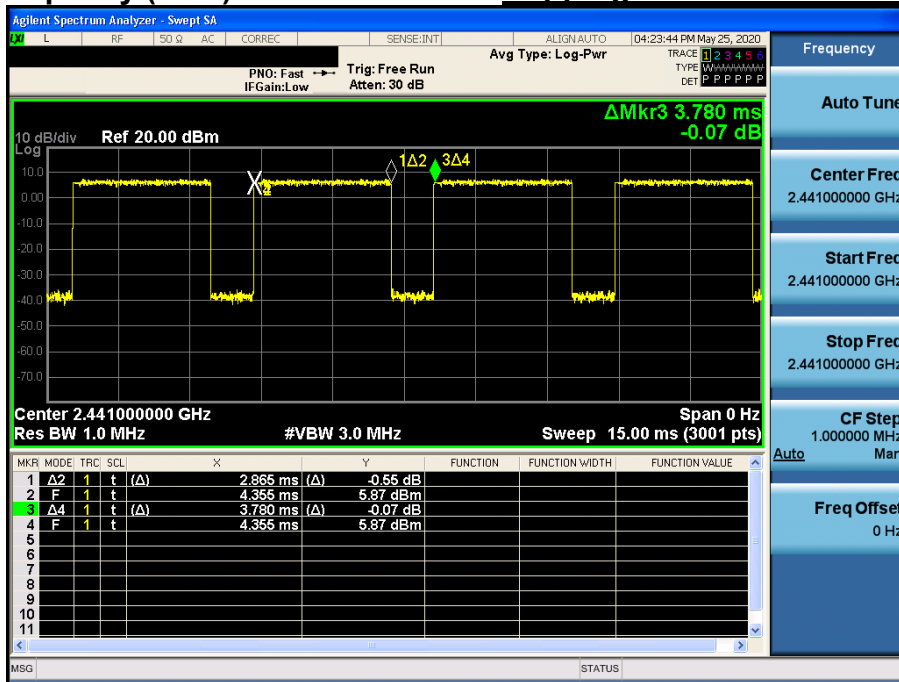 Agilent Spectrum Analyzer - Swept SA
LXI L RF 50 Ω AC CORREC SENSE:INT ALIGN AUTO 04:23:44 PM May 25, 2020
Frequency
Avg Type: Log-Pwr
TRACE 1 2 3 4 5 6
TYPE WWWWWW
DET P P P P P P
PNO: Fast
IFGain:Low
Trig: Free Run
Atten: 30 dB
Auto Tune
ΔMkr3 3.780 ms
-0.07 dB
10 dB/div Ref 20.00 dBm
Log
10.0
0.00
-10.0
-20.0
-30.0
-40.0
-50.0
-60.0
-70.0
1Δ2
3Δ4
Center Freq
2.441000000 GHz
Start Freq
2.441000000 GHz
Stop Freq
2.441000000 GHz
Center 2.441000000 GHz Span 0 Hz
Res BW 1.0 MHz #VBW 3.0 MHz Sweep 15.00 ms (3001 pts)
CF Step
1.000000 MHz
Auto Man
MKR MODE TRC SCL X Y FUNCTION FUNCTION WIDTH FUNCTION VALUE
1 Δ2 1 t (Δ) 2.865 ms (Δ) -0.55 dB
2 F 1 t 4.355 ms 5.87 dBm
3 Δ4 1 t (Δ) 3.780 ms (Δ) -0.07 dB
4 F 1 t 4.355 ms 5.87 dBm
5
6
7
8
9
10
11
Freq Offset
0 Hz
MSG STATUS